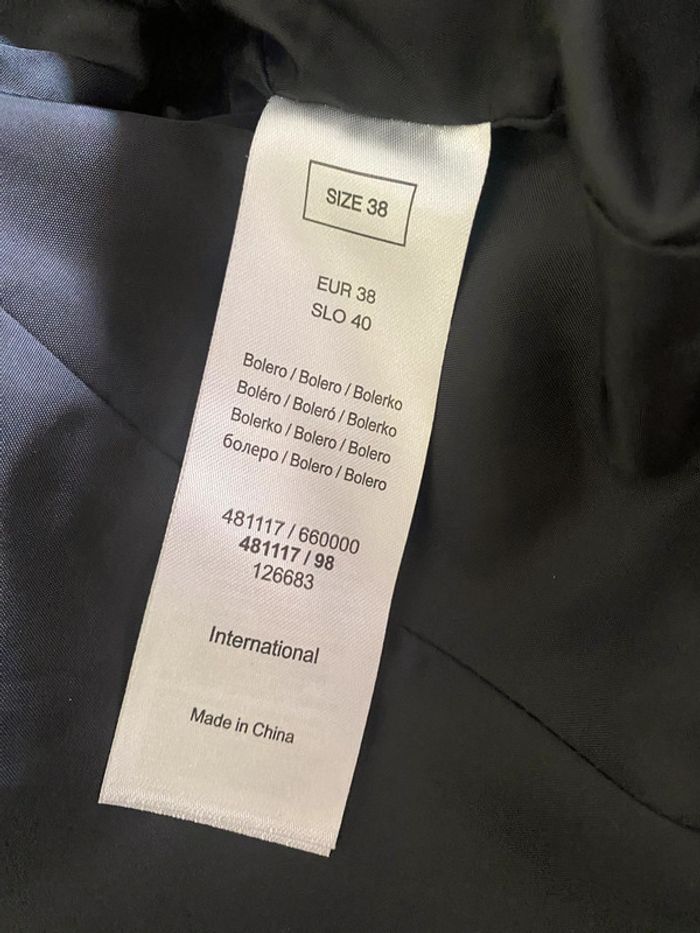 SIZE 38
EUR 38
SLO 40
Bolero / Bolero / Bolerko
Boléro / Boleró / Bolerko
Bolerko / Bolero / Bolero
болеро / Bolero / Bolero
481117 / 660000
481117 / 98
126683
International
Made in China